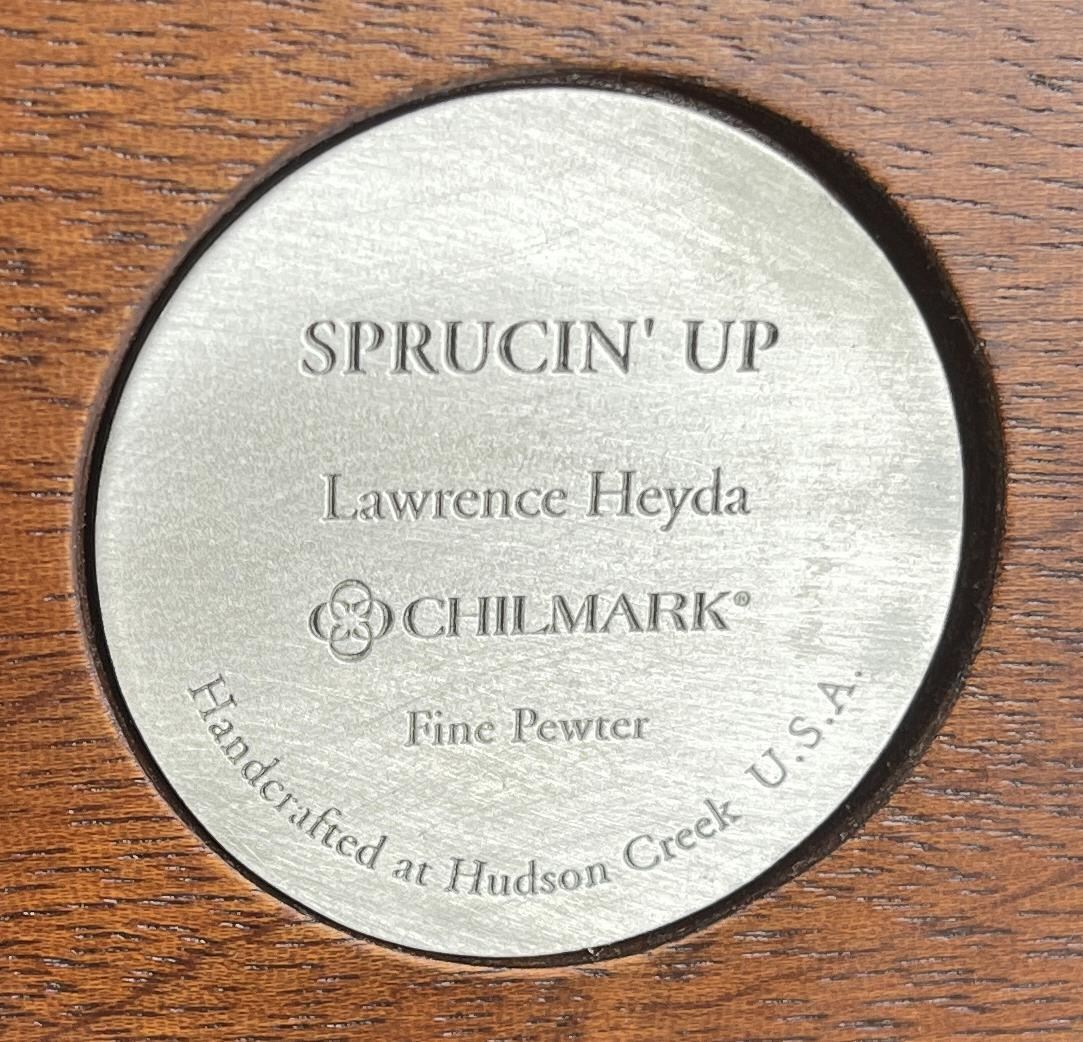 SPRUCIN' UP
Lawrence Heyda
CHILMARK®
Fine Pewter
Handcrafted at Hudson Creek U.S.A.